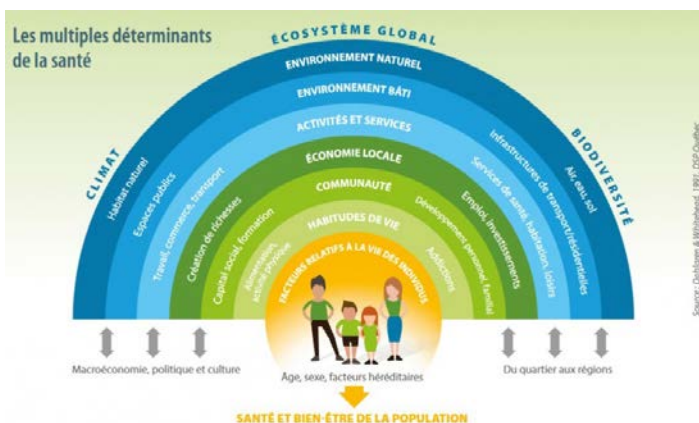 Les multiples déterminants
de la santé
ÉCOSYSTÈME GLOBAL
CLIMAT
BIODIVERSITÉ
ENVIRONNEMENT NATUREL
Habitat naturel
Air, eau, sol
ENVIRONNEMENT BÂTI
Espaces publics
Infrastructures de transport/résidentielles
ACTIVITÉS ET SERVICES
Travail, commerce, transport
Services de santé, habitation, loisirs
ÉCONOMIE LOCALE
Création de richesses
Emploi, investissements
COMMUNAUTÉ
Capital social, formation
Développement personnel, familial
HABITUDES DE VIE
Alimentation,
activité physique
Addictions
FACTEURS RELATIFS À LA VIE DES INDIVIDUS
Macroéconomie, politique et culture
Âge, sexe, facteurs héréditaires
Du quartier aux régions
SANTÉ ET BIEN-ÊTRE DE LA POPULATION
Source: Dahlgren & Whitehead, 1991, DSP Québec